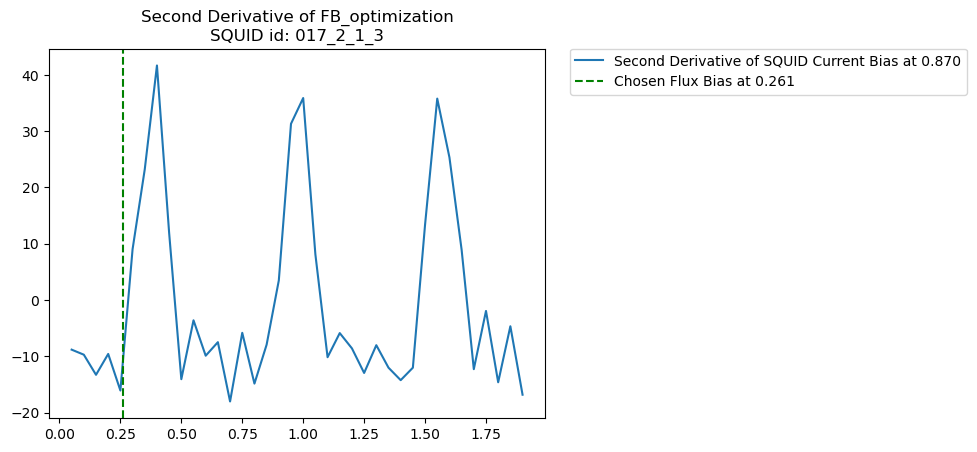 Second Derivative of FB_optimization
SQUID id: 017_2_1_3
Second Derivative of SQUID Current Bias at 0.870
Chosen Flux Bias at 0.261
40
30
20
10
0
−10
−20
0.00 0.25 0.50 0.75 1.00 1.25 1.50 1.75